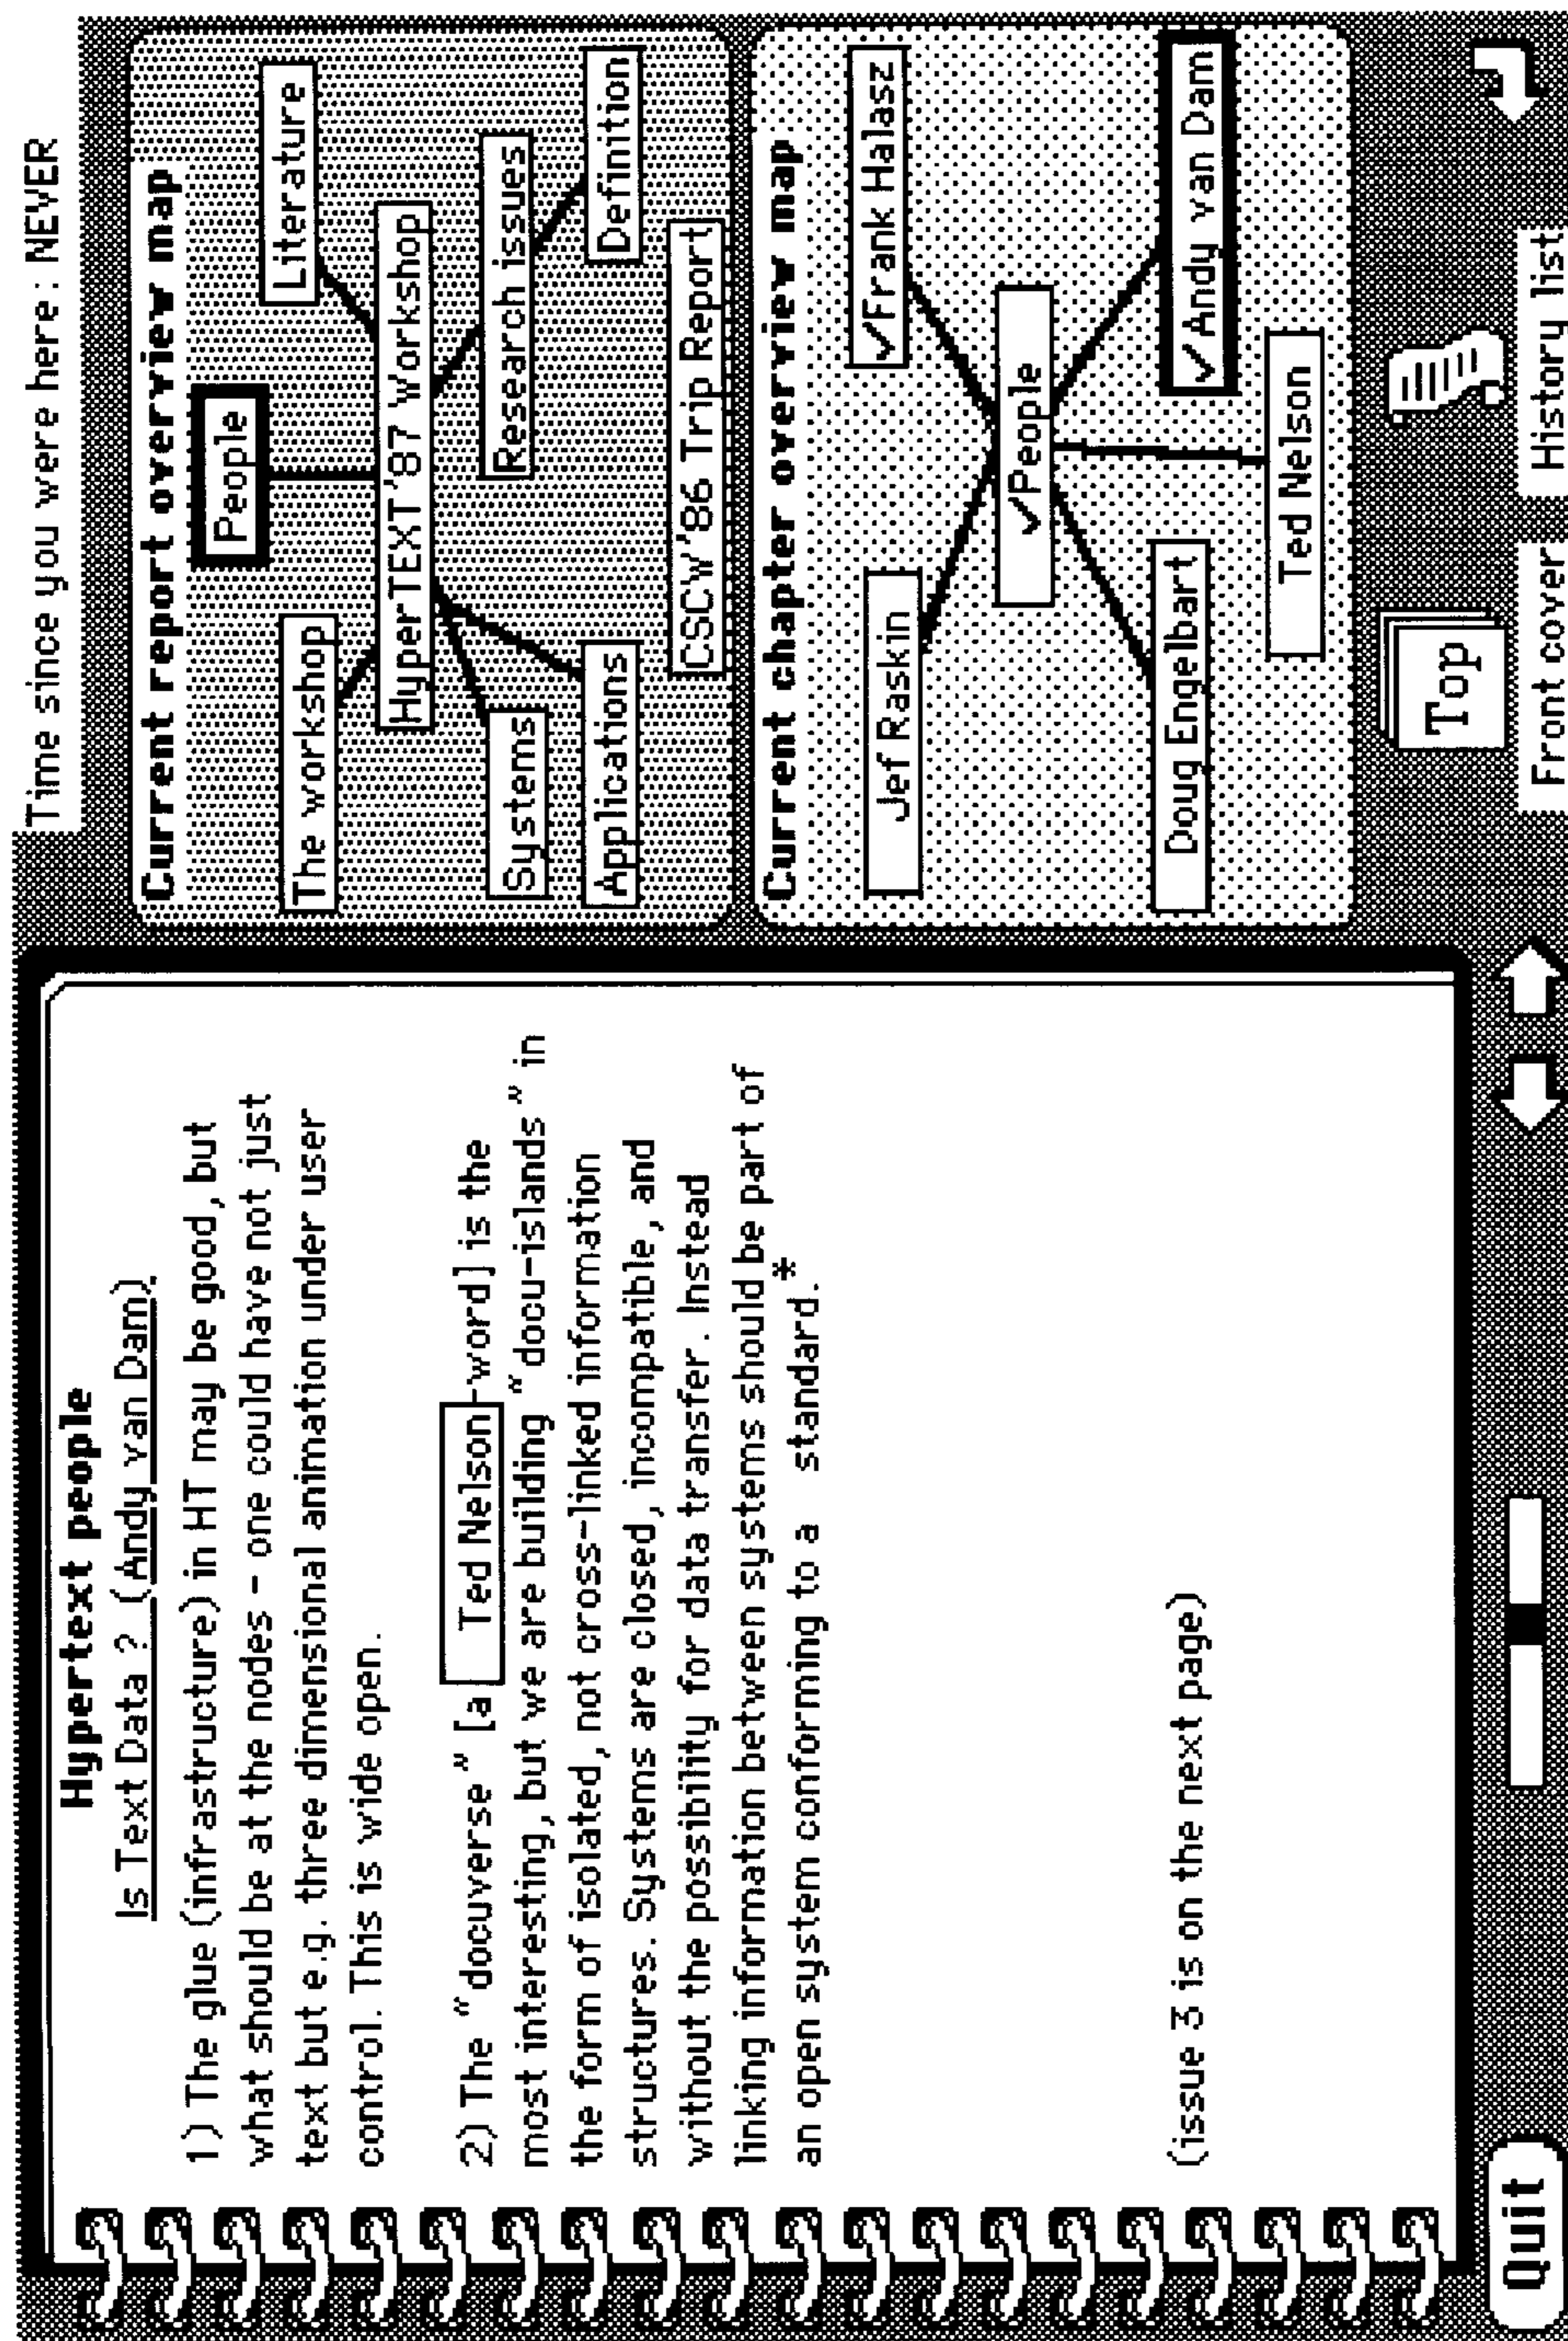 Time since you were here: NEVER
Hypertext people
Is Text Data ? (Andy van Dam)
1) The glue (infrastructure) in HT may be good, but
what should be at the nodes - one could have not just
text but e.g. three dimensional animation under user
control. This is wide open.
2) The "docuverse" [a Ted Nelson-word] is the
most interesting, but we are building "docu-islands" in
the form of isolated, not cross-linked information
structures. Systems are closed, incompatible, and
without the possibility for data transfer. Instead
linking information between systems should be part of
an open system conforming to a standard.*
(issue 3 is on the next page)
Current report overview map
People
The workshop
Literature
HyperTEXT'87 Workshop
Systems
Research issues
Applications
Definition
CSCW'86 Trip Report
Current chapter overview map
Jef Raskin
✓Frank Halasz
✓People
Doug Engelbart
✓Andy van Dam
Ted Nelson
Quit
Top
Front cover
History list